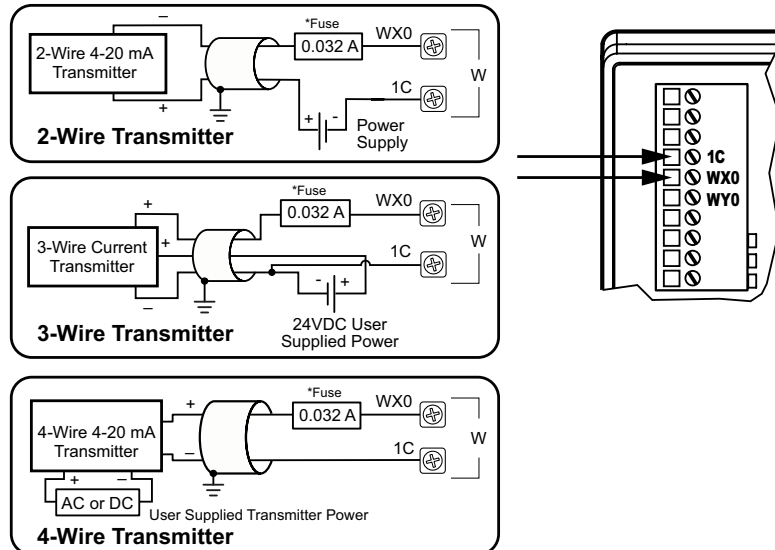 –
*Fuse
2-Wire 4-20 mA
Transmitter
0.032 A
WX0
W
1C
+
+ -
Power
Supply
2-Wire Transmitter
+
*Fuse
3-Wire Current
Transmitter
+
0.032 A
WX0
W
1C
–
- +
24VDC User
Supplied Power
3-Wire Transmitter
4-Wire 4-20 mA
Transmitter
+
*Fuse
0.032 A
WX0
W
–
1C
+ –
AC or DC
User Supplied Transmitter Power
4-Wire Transmitter
1C
WX0
WY0